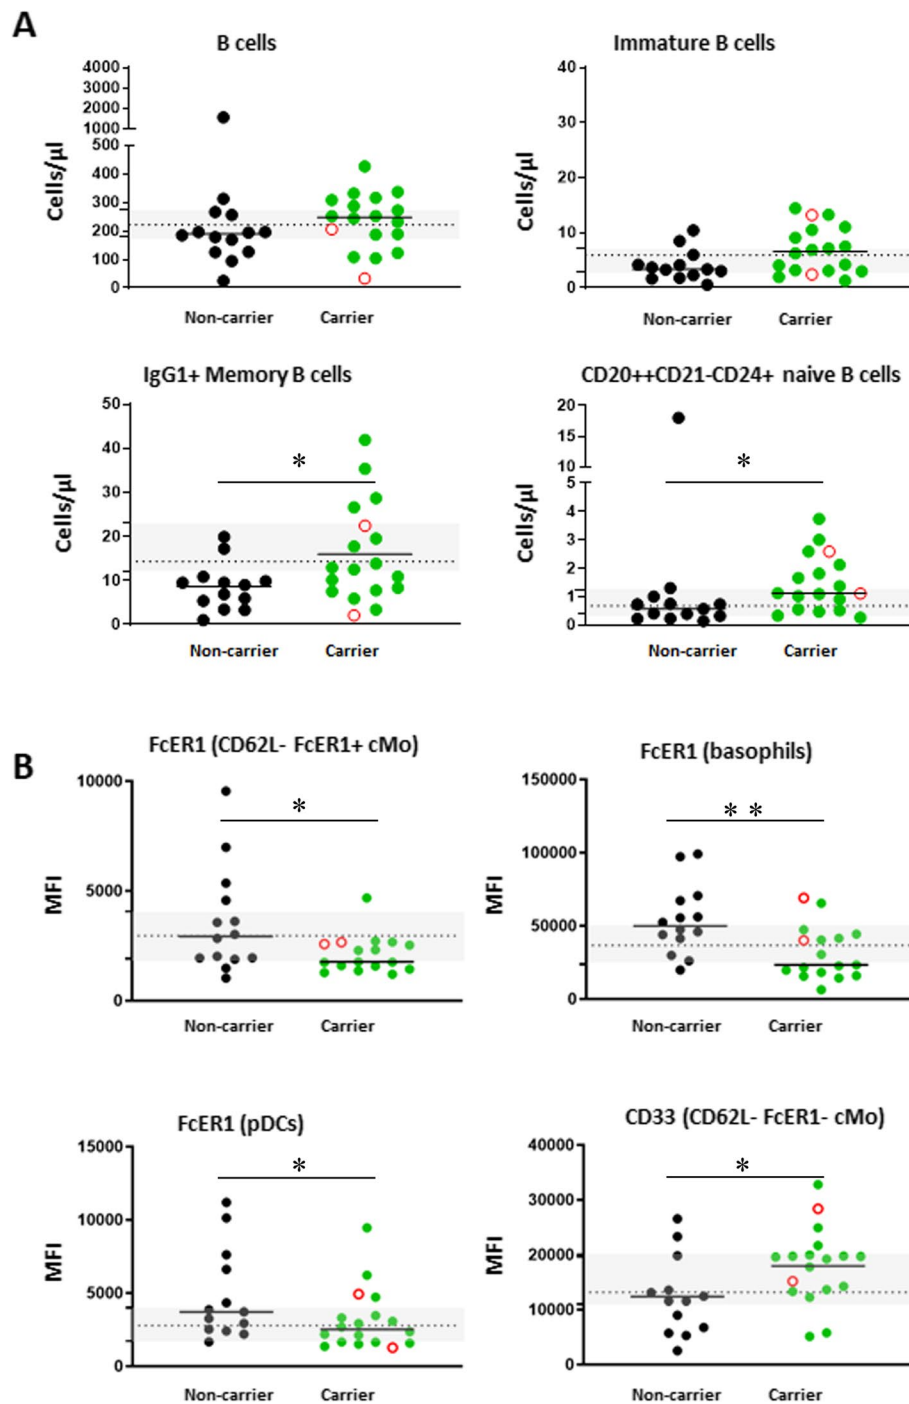 A
B cells
Cells/µl
4000
3000
2000
1000
500
400
300
200
100
0
Non-carrier Carrier
Immature B cells
Cells/µl
40
30
20
10
0
Non-carrier Carrier
IgG1+ Memory B cells
Cells/µl
50
40
30
20
10
0
*
Non-carrier Carrier
CD20++CD21-CD24+ naive B cells
Cells/µl
20
15
10
5
4
3
2
1
0
*
Non-carrier Carrier
B
FcER1 (CD62L- FcER1+ cMo)
MFI
10000
5000
0
*
Non-carrier Carrier
FcER1 (basophils)
MFI
150000
100000
50000
0
* *
Non-carrier Carrier
FcER1 (pDCs)
MFI
15000
10000
5000
0
*
Non-carrier Carrier
CD33 (CD62L- FcER1- cMo)
MFI
40000
30000
20000
10000
0
*
Non-carrier Carrier